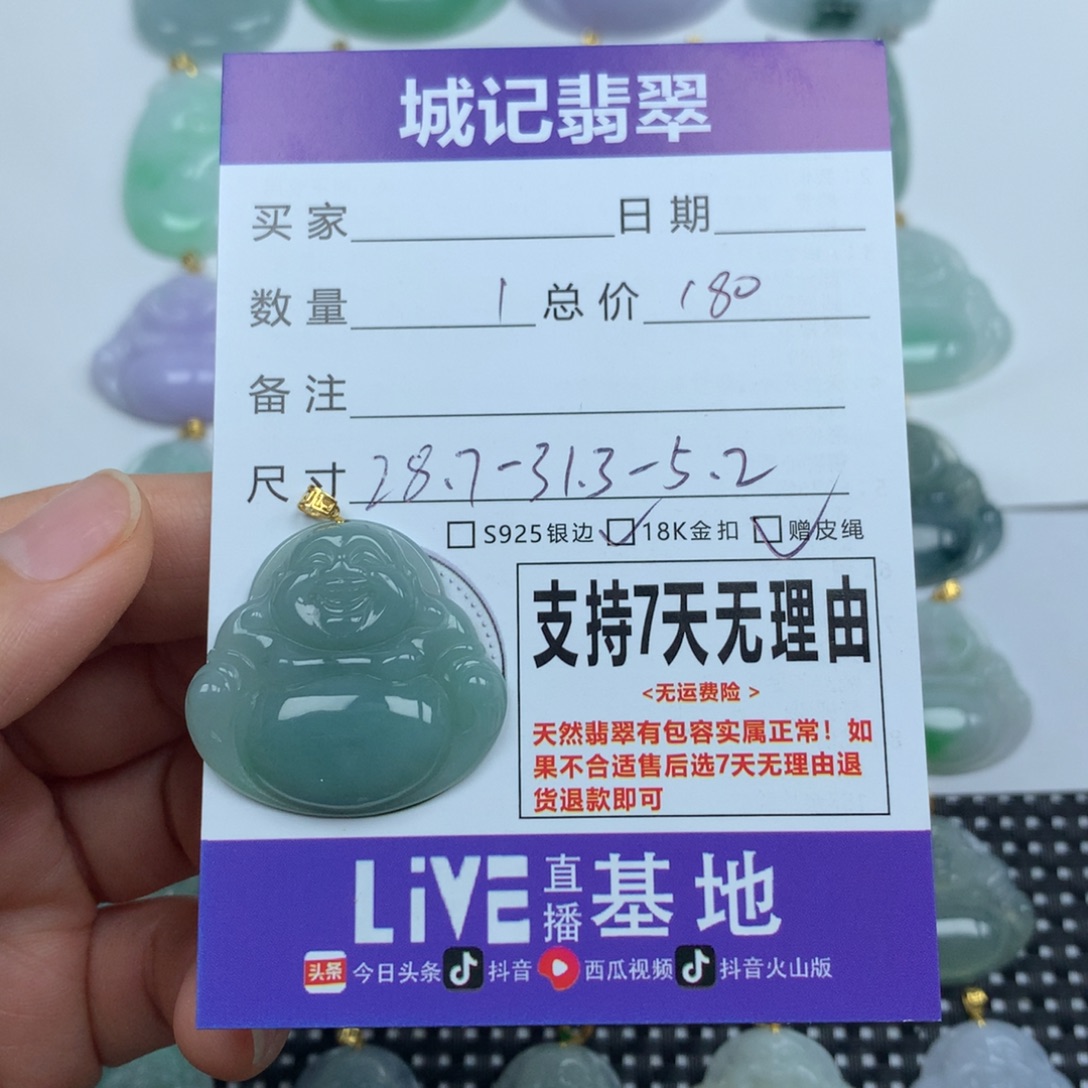 城记翡翠
买家 日期
数量 1 总价 180
备注
尺寸 28.7-31.3-5.2
S925银边 18K金扣 赠皮绳
支持7天无理由
<无运费险 >
天然翡翠有包容实属正常！如
果不合适售后选7天无理由退
货退款即可
LiVE 直播 基地
头条 今日头条 抖音 西瓜视频 抖音火山版